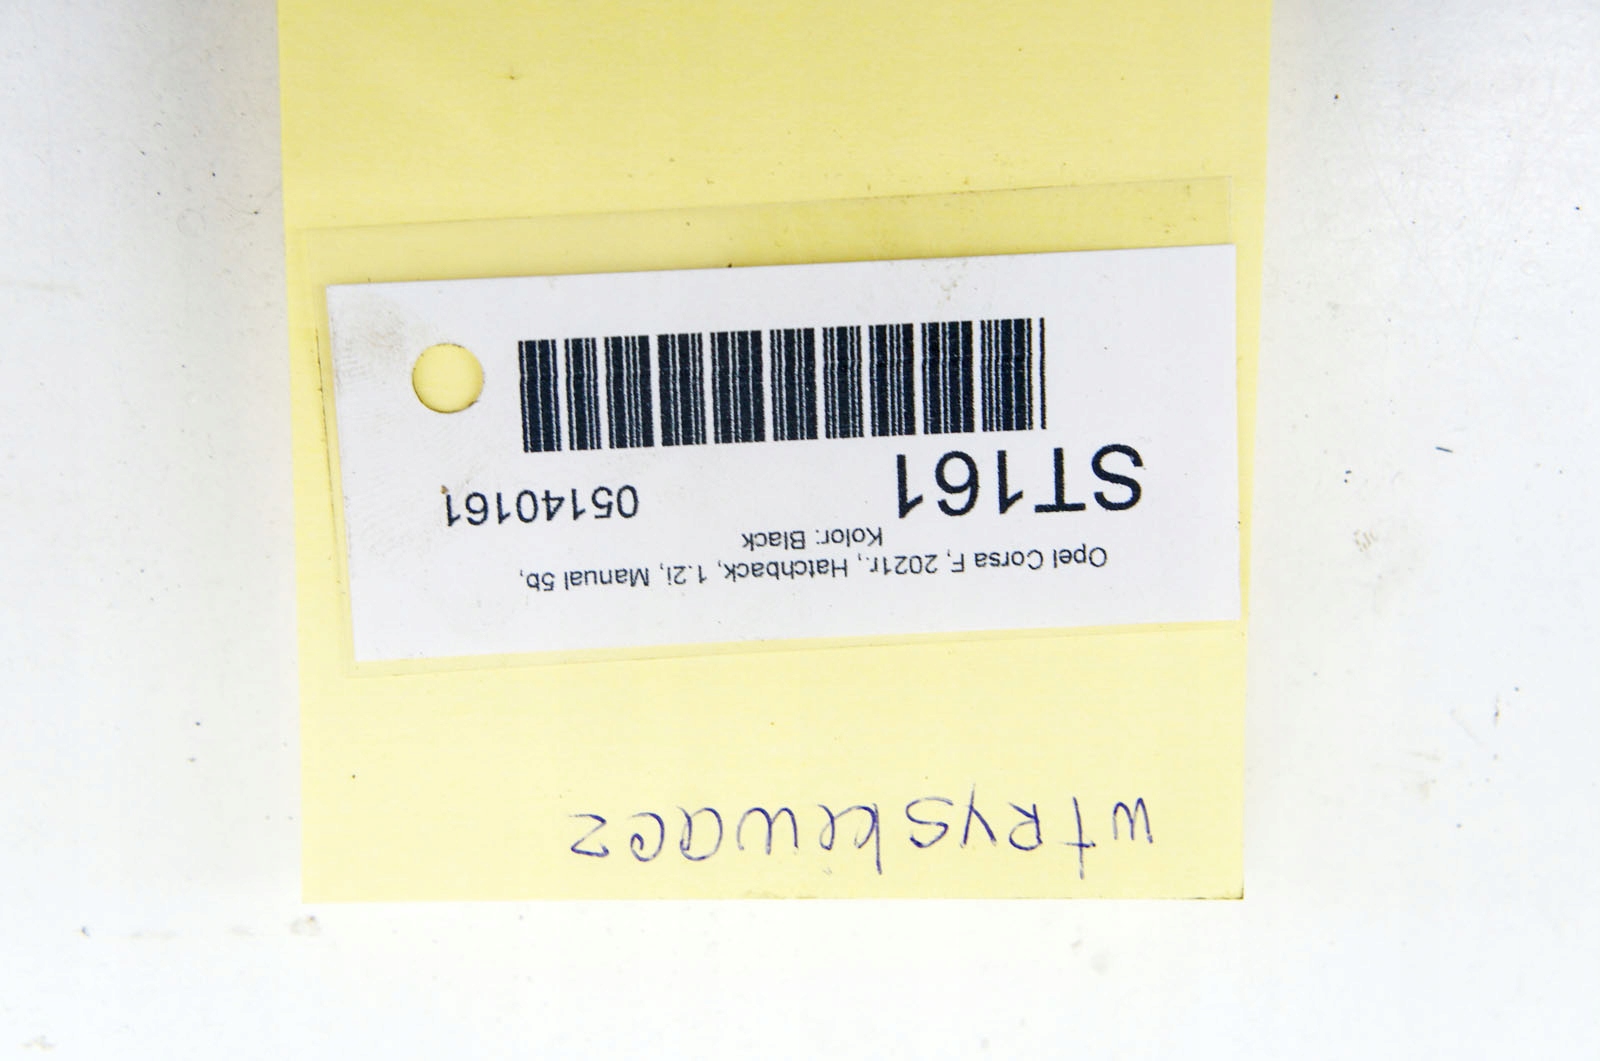 wtRyskiwacz
Opel Corsa F, 2021r., Hatchback, 1.2i, Manual 5b,
Kolor: Black
ST161 05140161